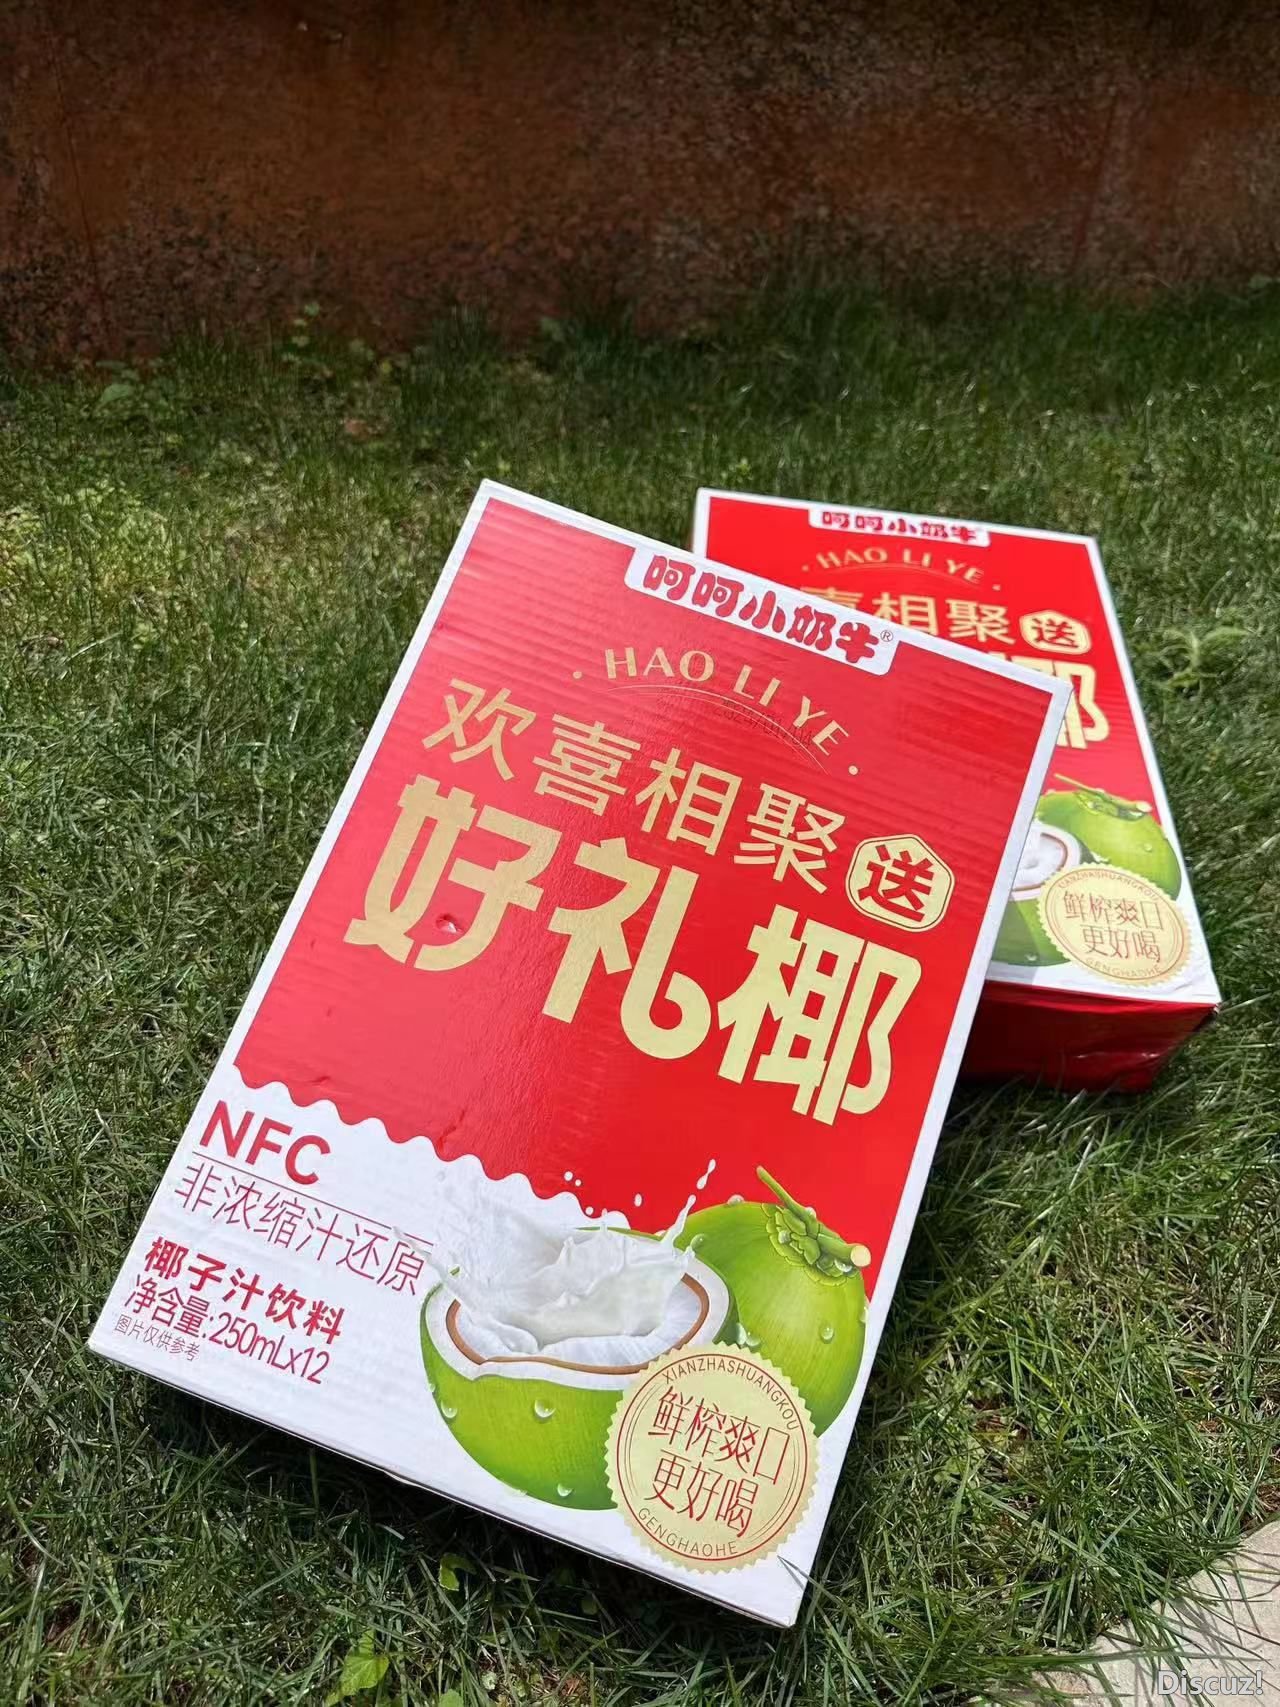 呵呵小奶牛®
HAO LI YE
欢喜相聚送
好礼椰
NFC
非浓缩汁还原
椰子汁饮料
净含量:250mLx12
图片仅供参考
XIANZHASHUANGKOU
鲜榨爽口
更好喝
GENGHAOHE
呵呵小奶牛
HAO LI YE
喜相聚送
椰
XIANZHASHUANGKOU
鲜榨爽口
更好喝
GENGHAOHE
Discuz!